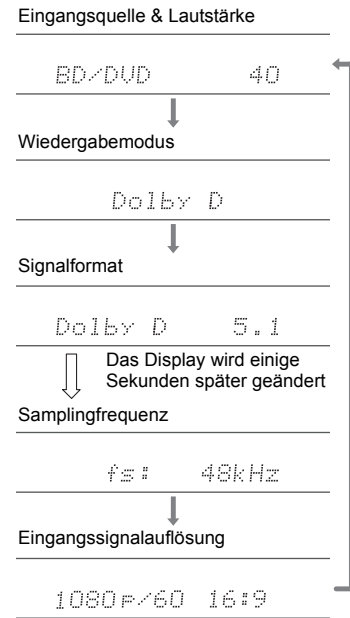 Eingangsquelle & Lautstärke
BD/DVD 40
Wiedergabemodus
Dolby D
Signalformat
Dolby D 5.1
Das Display wird einige
Sekunden später geändert
Samplingfrequenz
fs: 48kHz
Eingangssignalauflösung
1080p/60 16:9